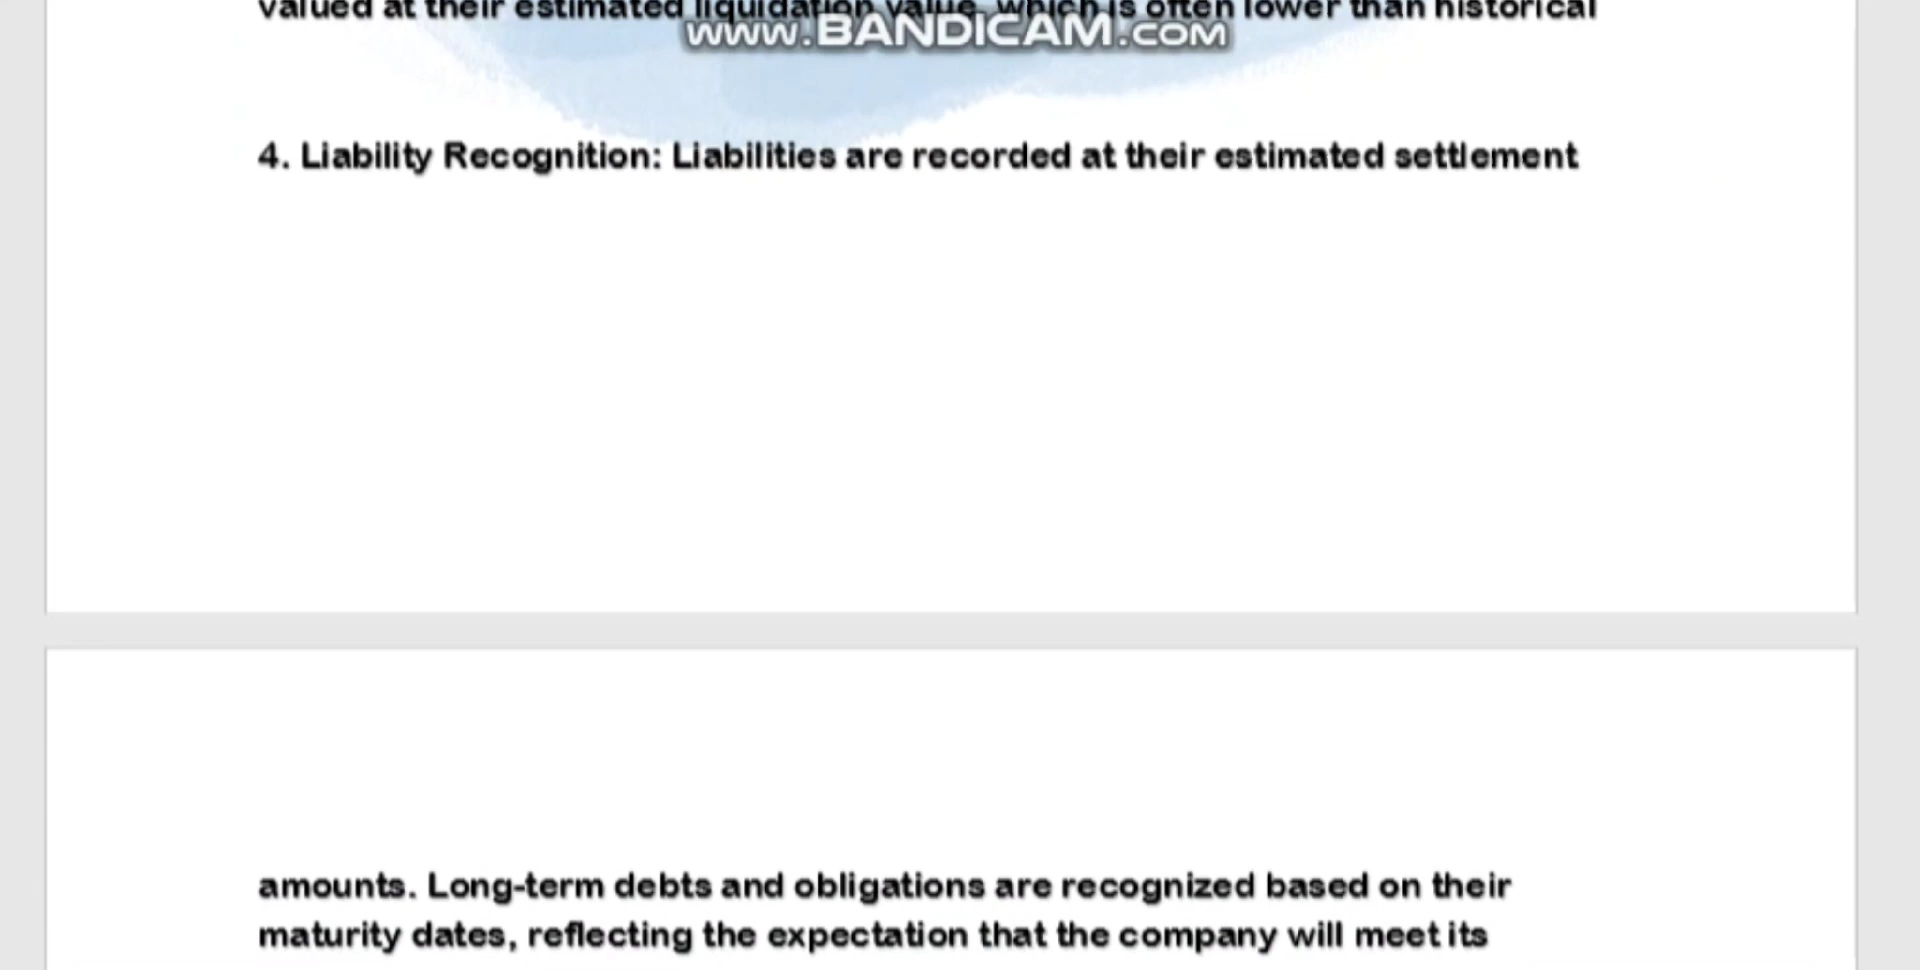 valued at their estimated liquidation value, which is often lower than historical
www.BANDICAM.COM
4. Liability Recognition: Liabilities are recorded at their estimated settlement
amounts. Long-term debts and obligations are recognized based on their
maturity dates, reflecting the expectation that the company will meet its